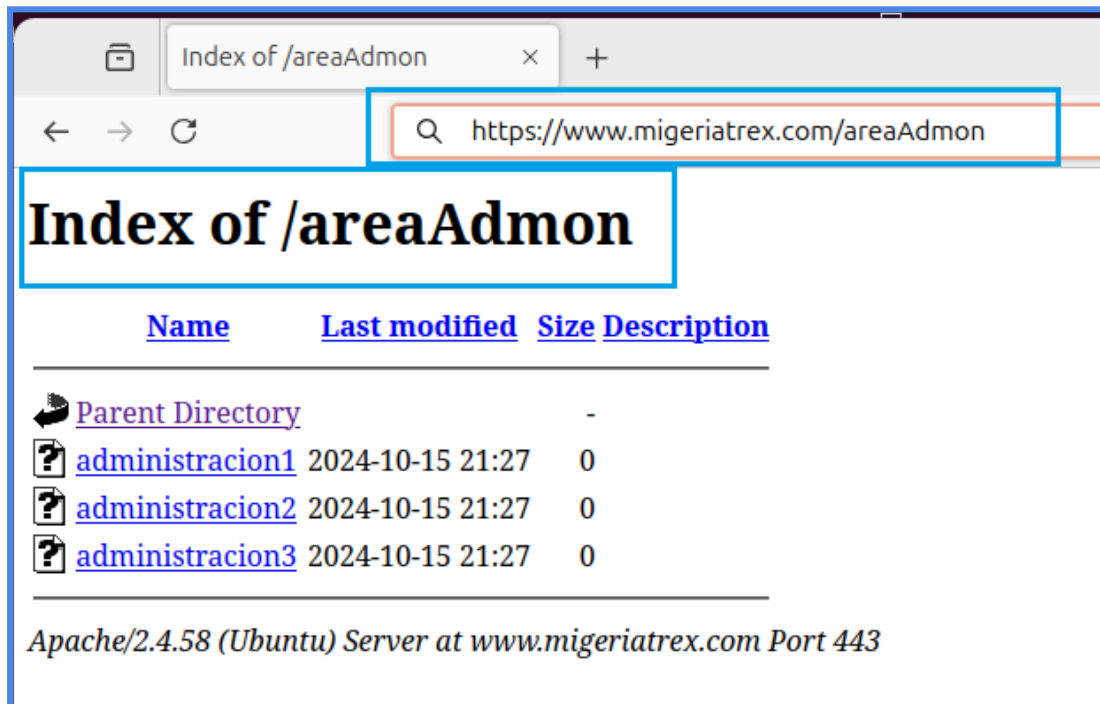 Index of /areaAdmon
https://www.migeriatrex.com/areaAdmon
Index of /areaAdmon
Name Last modified Size Description
Parent Directory -
administracion1 2024-10-15 21:27 0
administracion2 2024-10-15 21:27 0
administracion3 2024-10-15 21:27 0
Apache/2.4.58 (Ubuntu) Server at www.migeriatrex.com Port 443